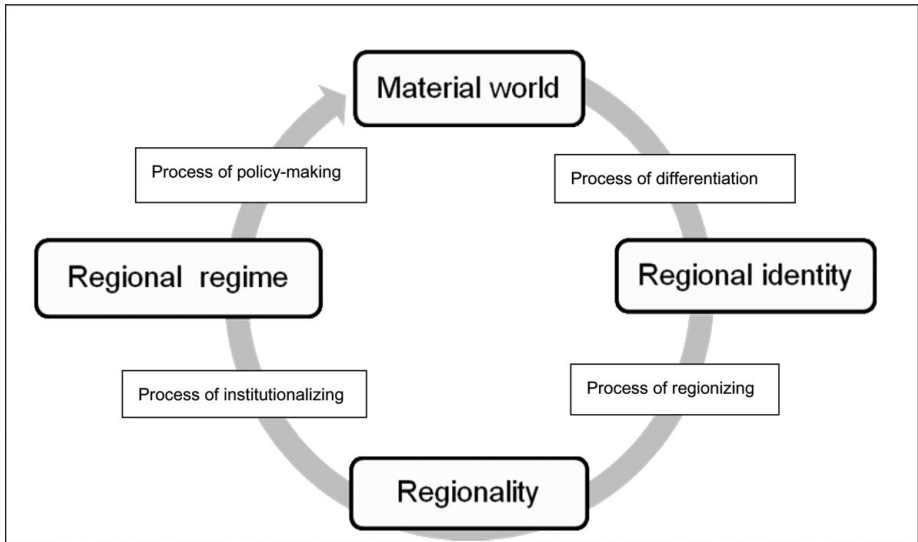 Material world
Process of policy-making
Process of differentiation
Regional regime
Regional identity
Process of institutionalizing
Process of regionizing
Regionality